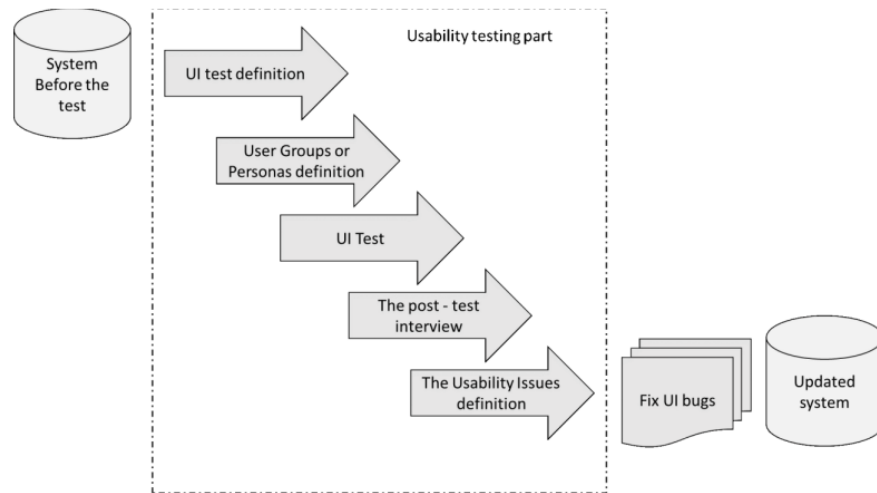 System
Before the
test
Usability testing part
UI test definition
User Groups or
Personas definition
UI Test
The post - test
interview
The Usability Issues
definition
Fix UI bugs
Updated
system